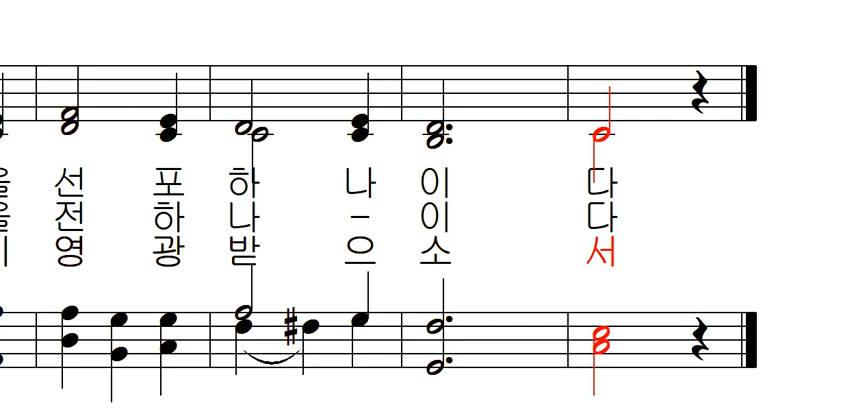 선 포 하 나 이 다
전 하 나 - 이 다
영 광 받 으 소 서